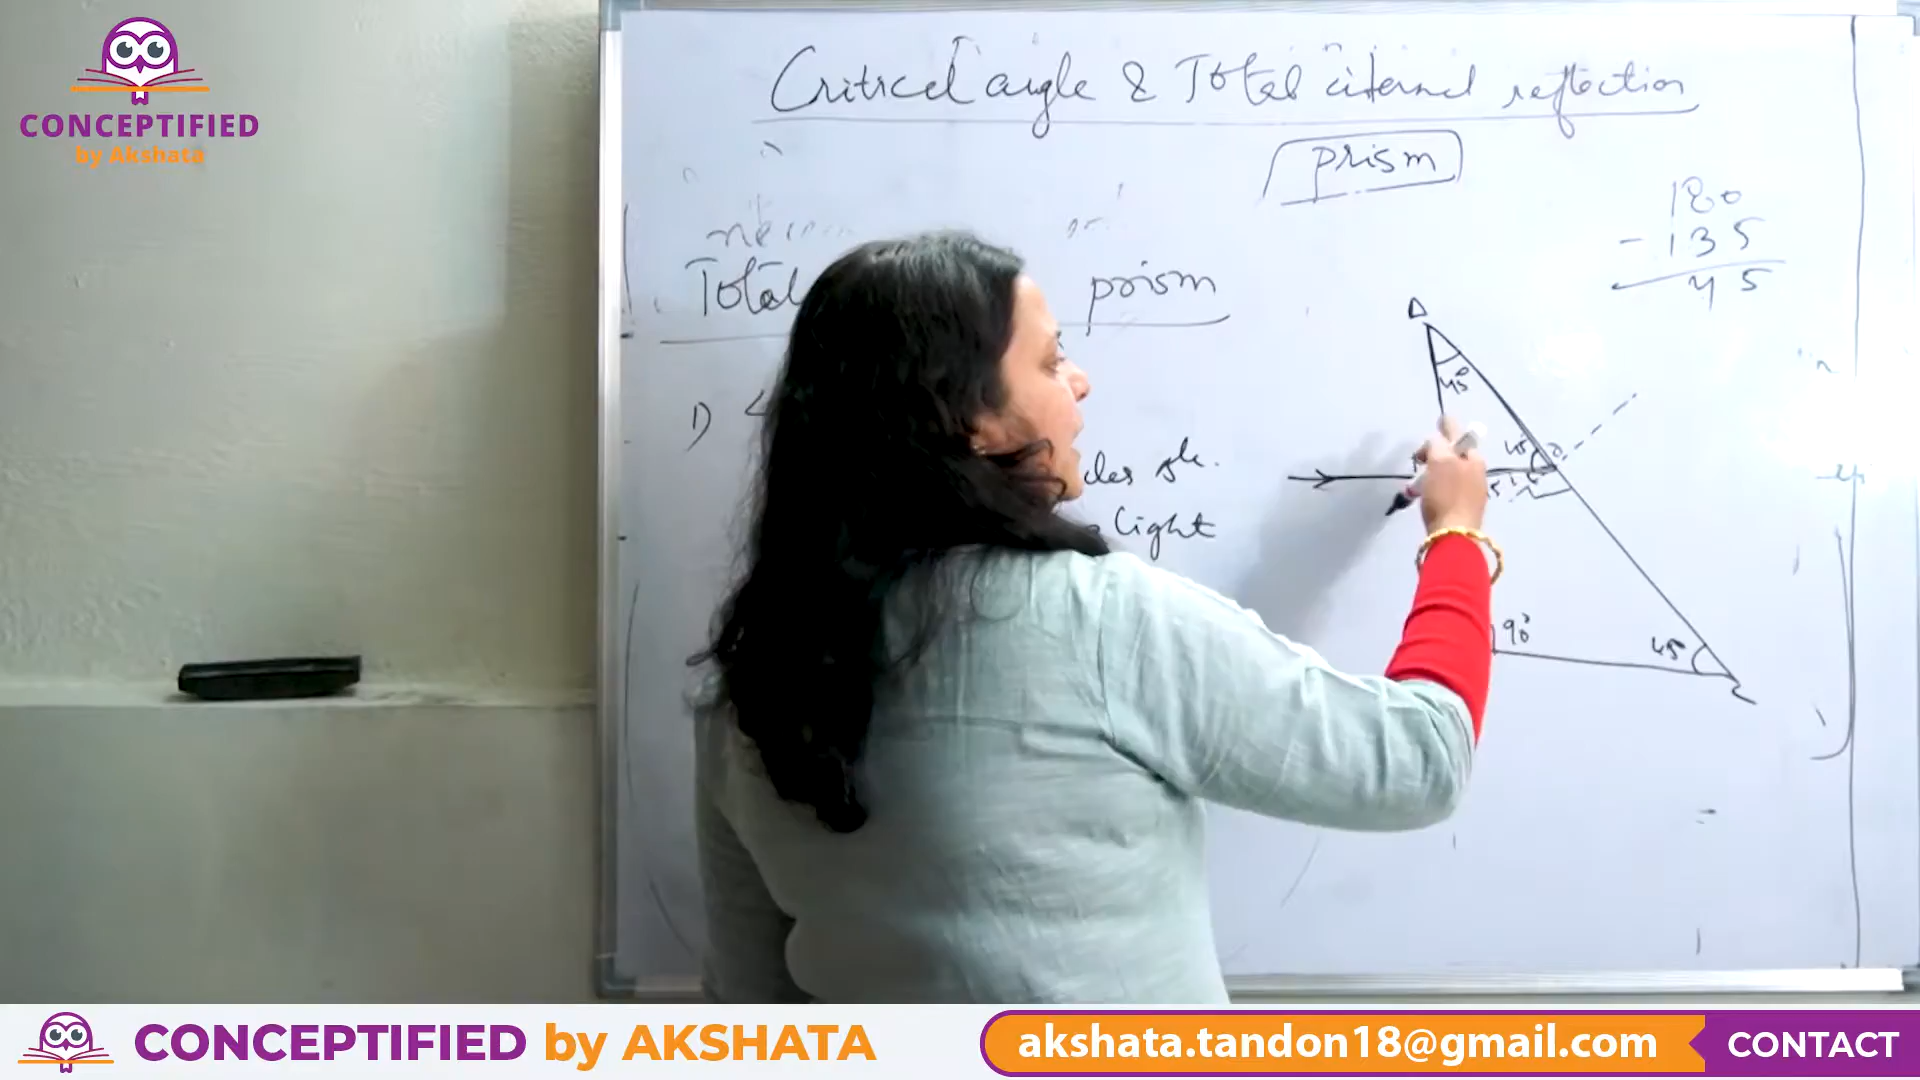 CONCEPTIFIED
by Akshata
Critical angle & Total internal reflection
prism
180
- 135
45
Total prism
1)
light
A
45°
45°
90°
45
CONCEPTIFIED by AKSHATA
akshata.tandon18@gmail.com
CONTACT